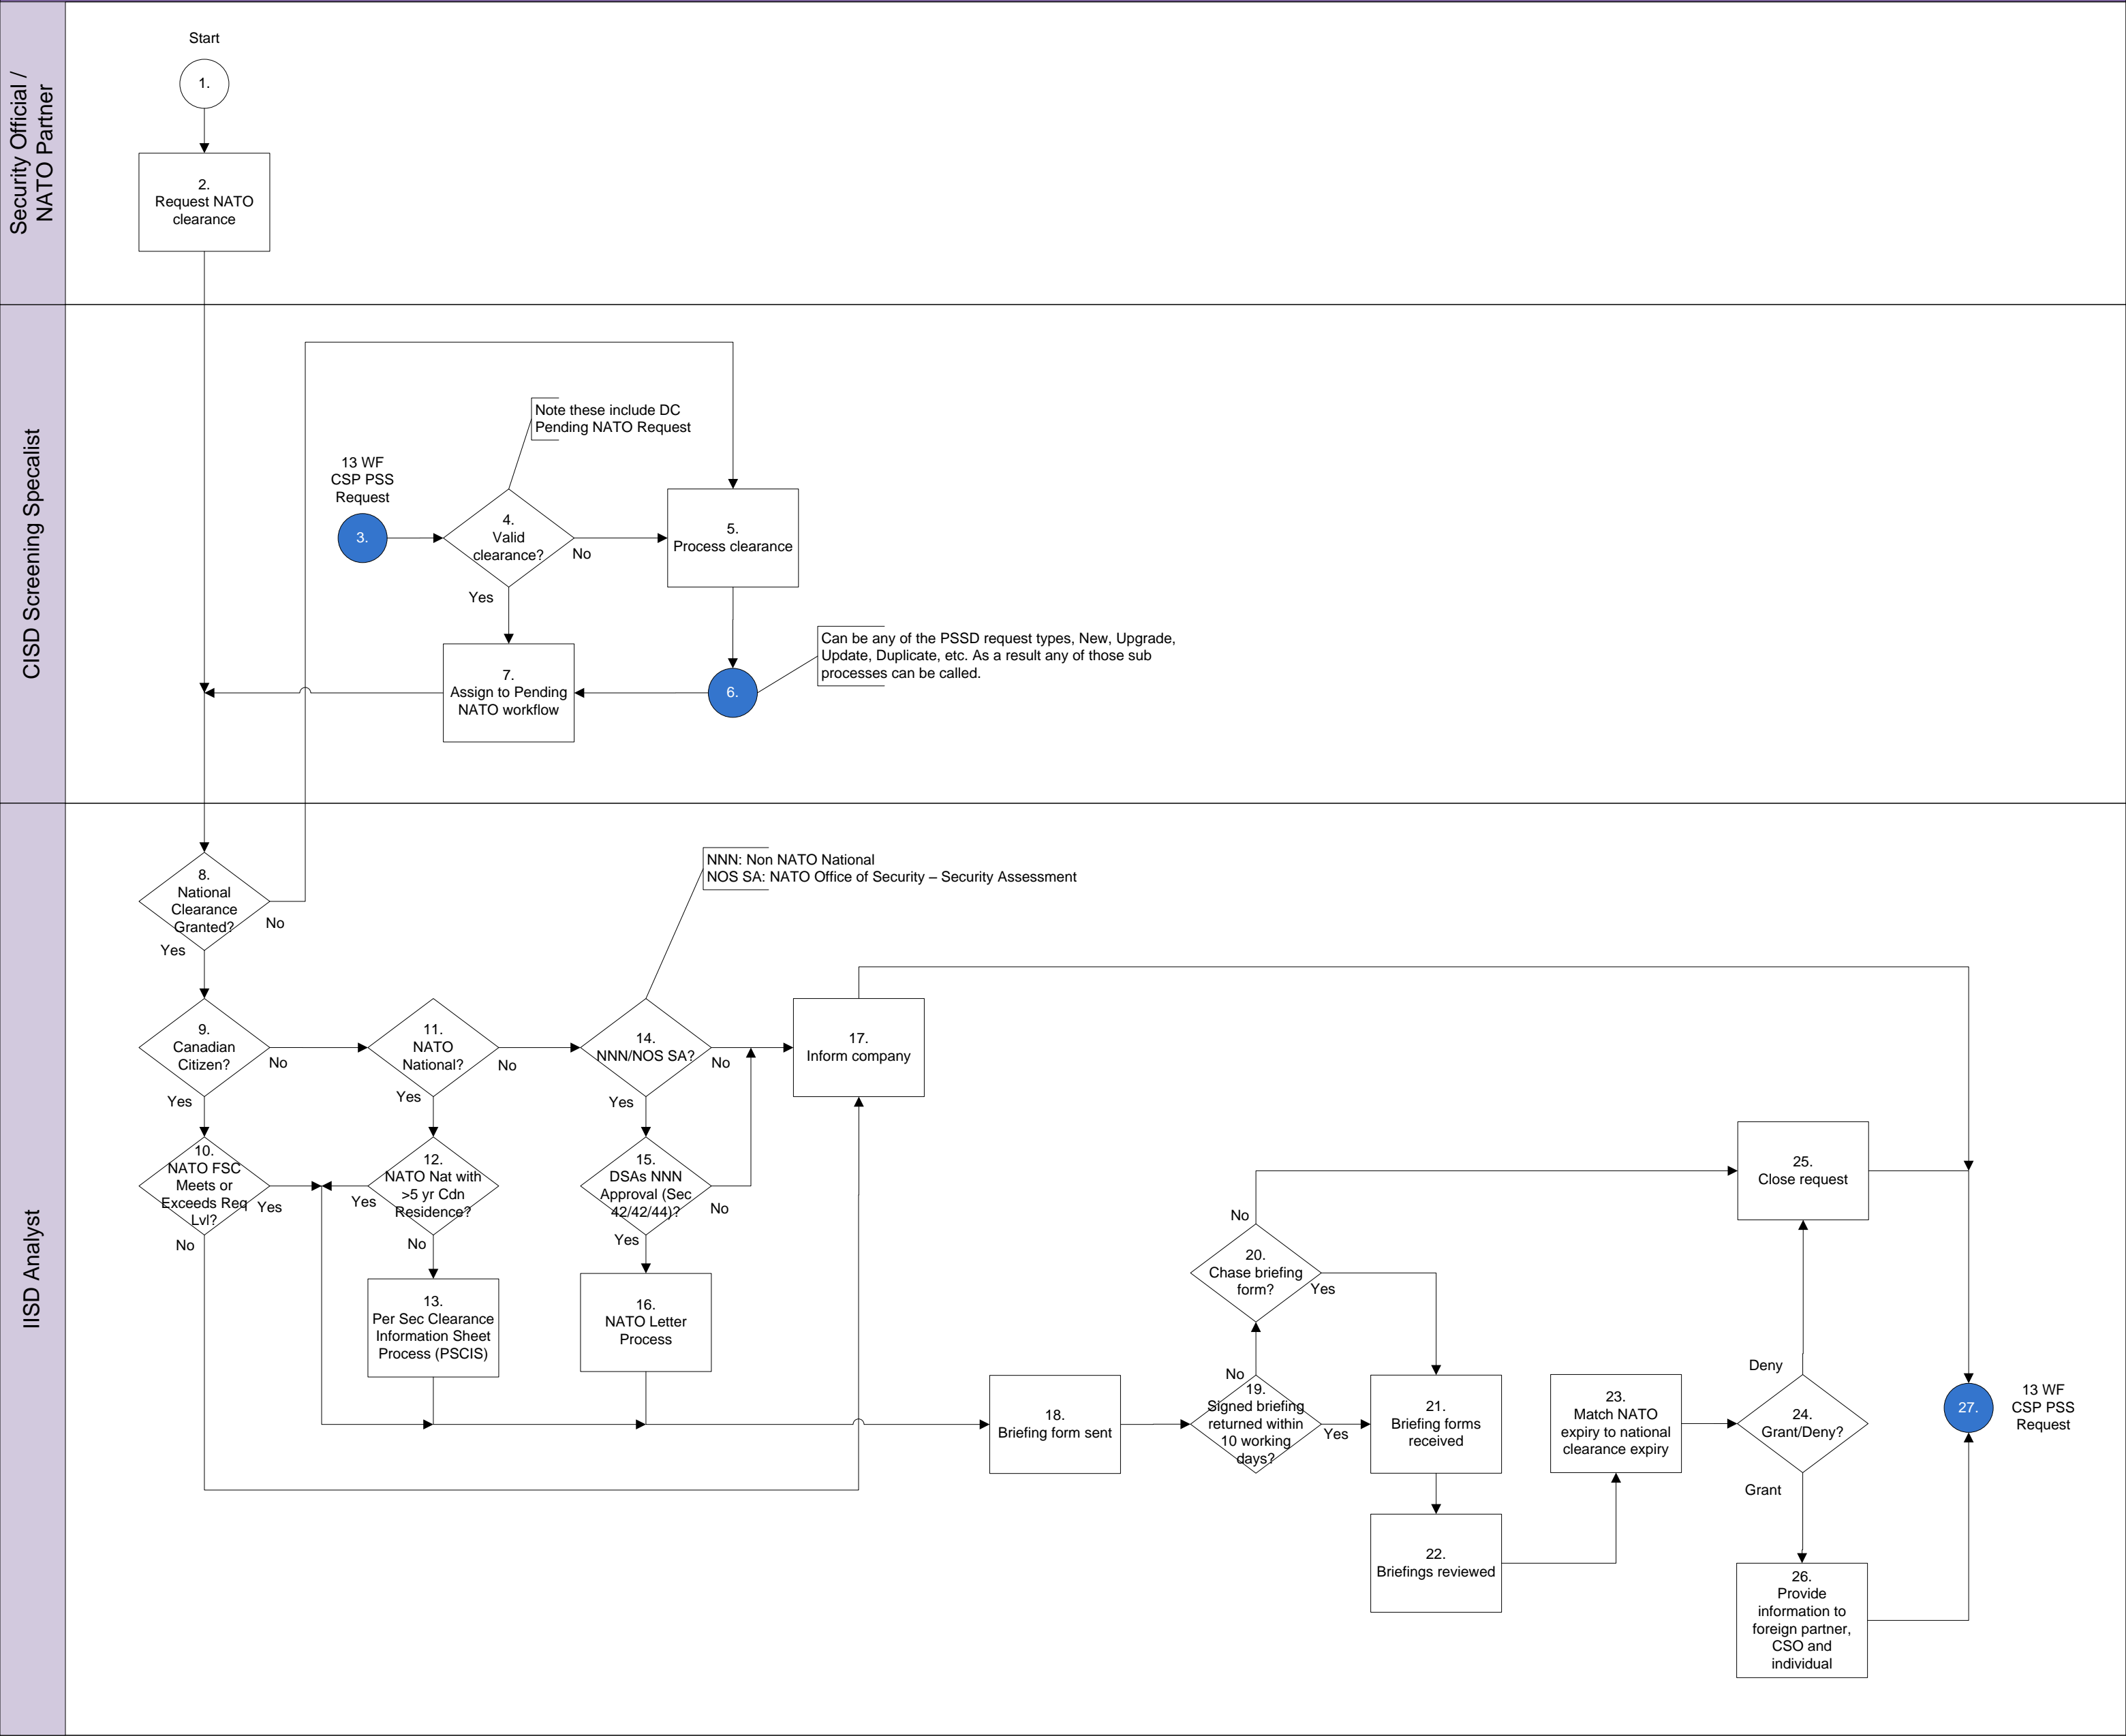 Security Official /
NATO Partner
Start
1.
2.
Request NATO
clearance
CISD Screening Specalist
Note these include DC
Pending NATO Request
13 WF
CSP PSS
Request
3.
4.
Valid
clearance?
No
Yes
5.
Process clearance
Can be any of the PSSD request types, New, Upgrade,
Update, Duplicate, etc. As a result any of those sub
processes can be called.
6.
7.
Assign to Pending
NATO workflow
IISD Analyst
8.
National
Clearance
Granted?
No
Yes
NNN: Non NATO National
NOS SA: NATO Office of Security – Security Assessment
9.
Canadian
Citizen?
No
Yes
11.
NATO
National?
No
Yes
14.
NNN/NOS SA?
No
Yes
17.
Inform company
10.
NATO FSC
Meets or
Exceeds Req
Lvl?
Yes
No
12.
NATO Nat with
>5 yr Cdn
Residence?
Yes
No
15.
DSAs NNN
Approval (Sec
42/42/44)?
No
Yes
13.
Per Sec Clearance
Information Sheet
Process (PSCIS)
16.
NATO Letter
Process
18.
Briefing form sent
19.
Signed briefing
returned within
10 working
days?
No
Yes
20.
Chase briefing
form?
No
Yes
21.
Briefing forms
received
22.
Briefings reviewed
23.
Match NATO
expiry to national
clearance expiry
24.
Grant/Deny?
Deny
Grant
25.
Close request
26.
Provide
information to
foreign partner,
CSO and
individual
27.
13 WF
CSP PSS
Request